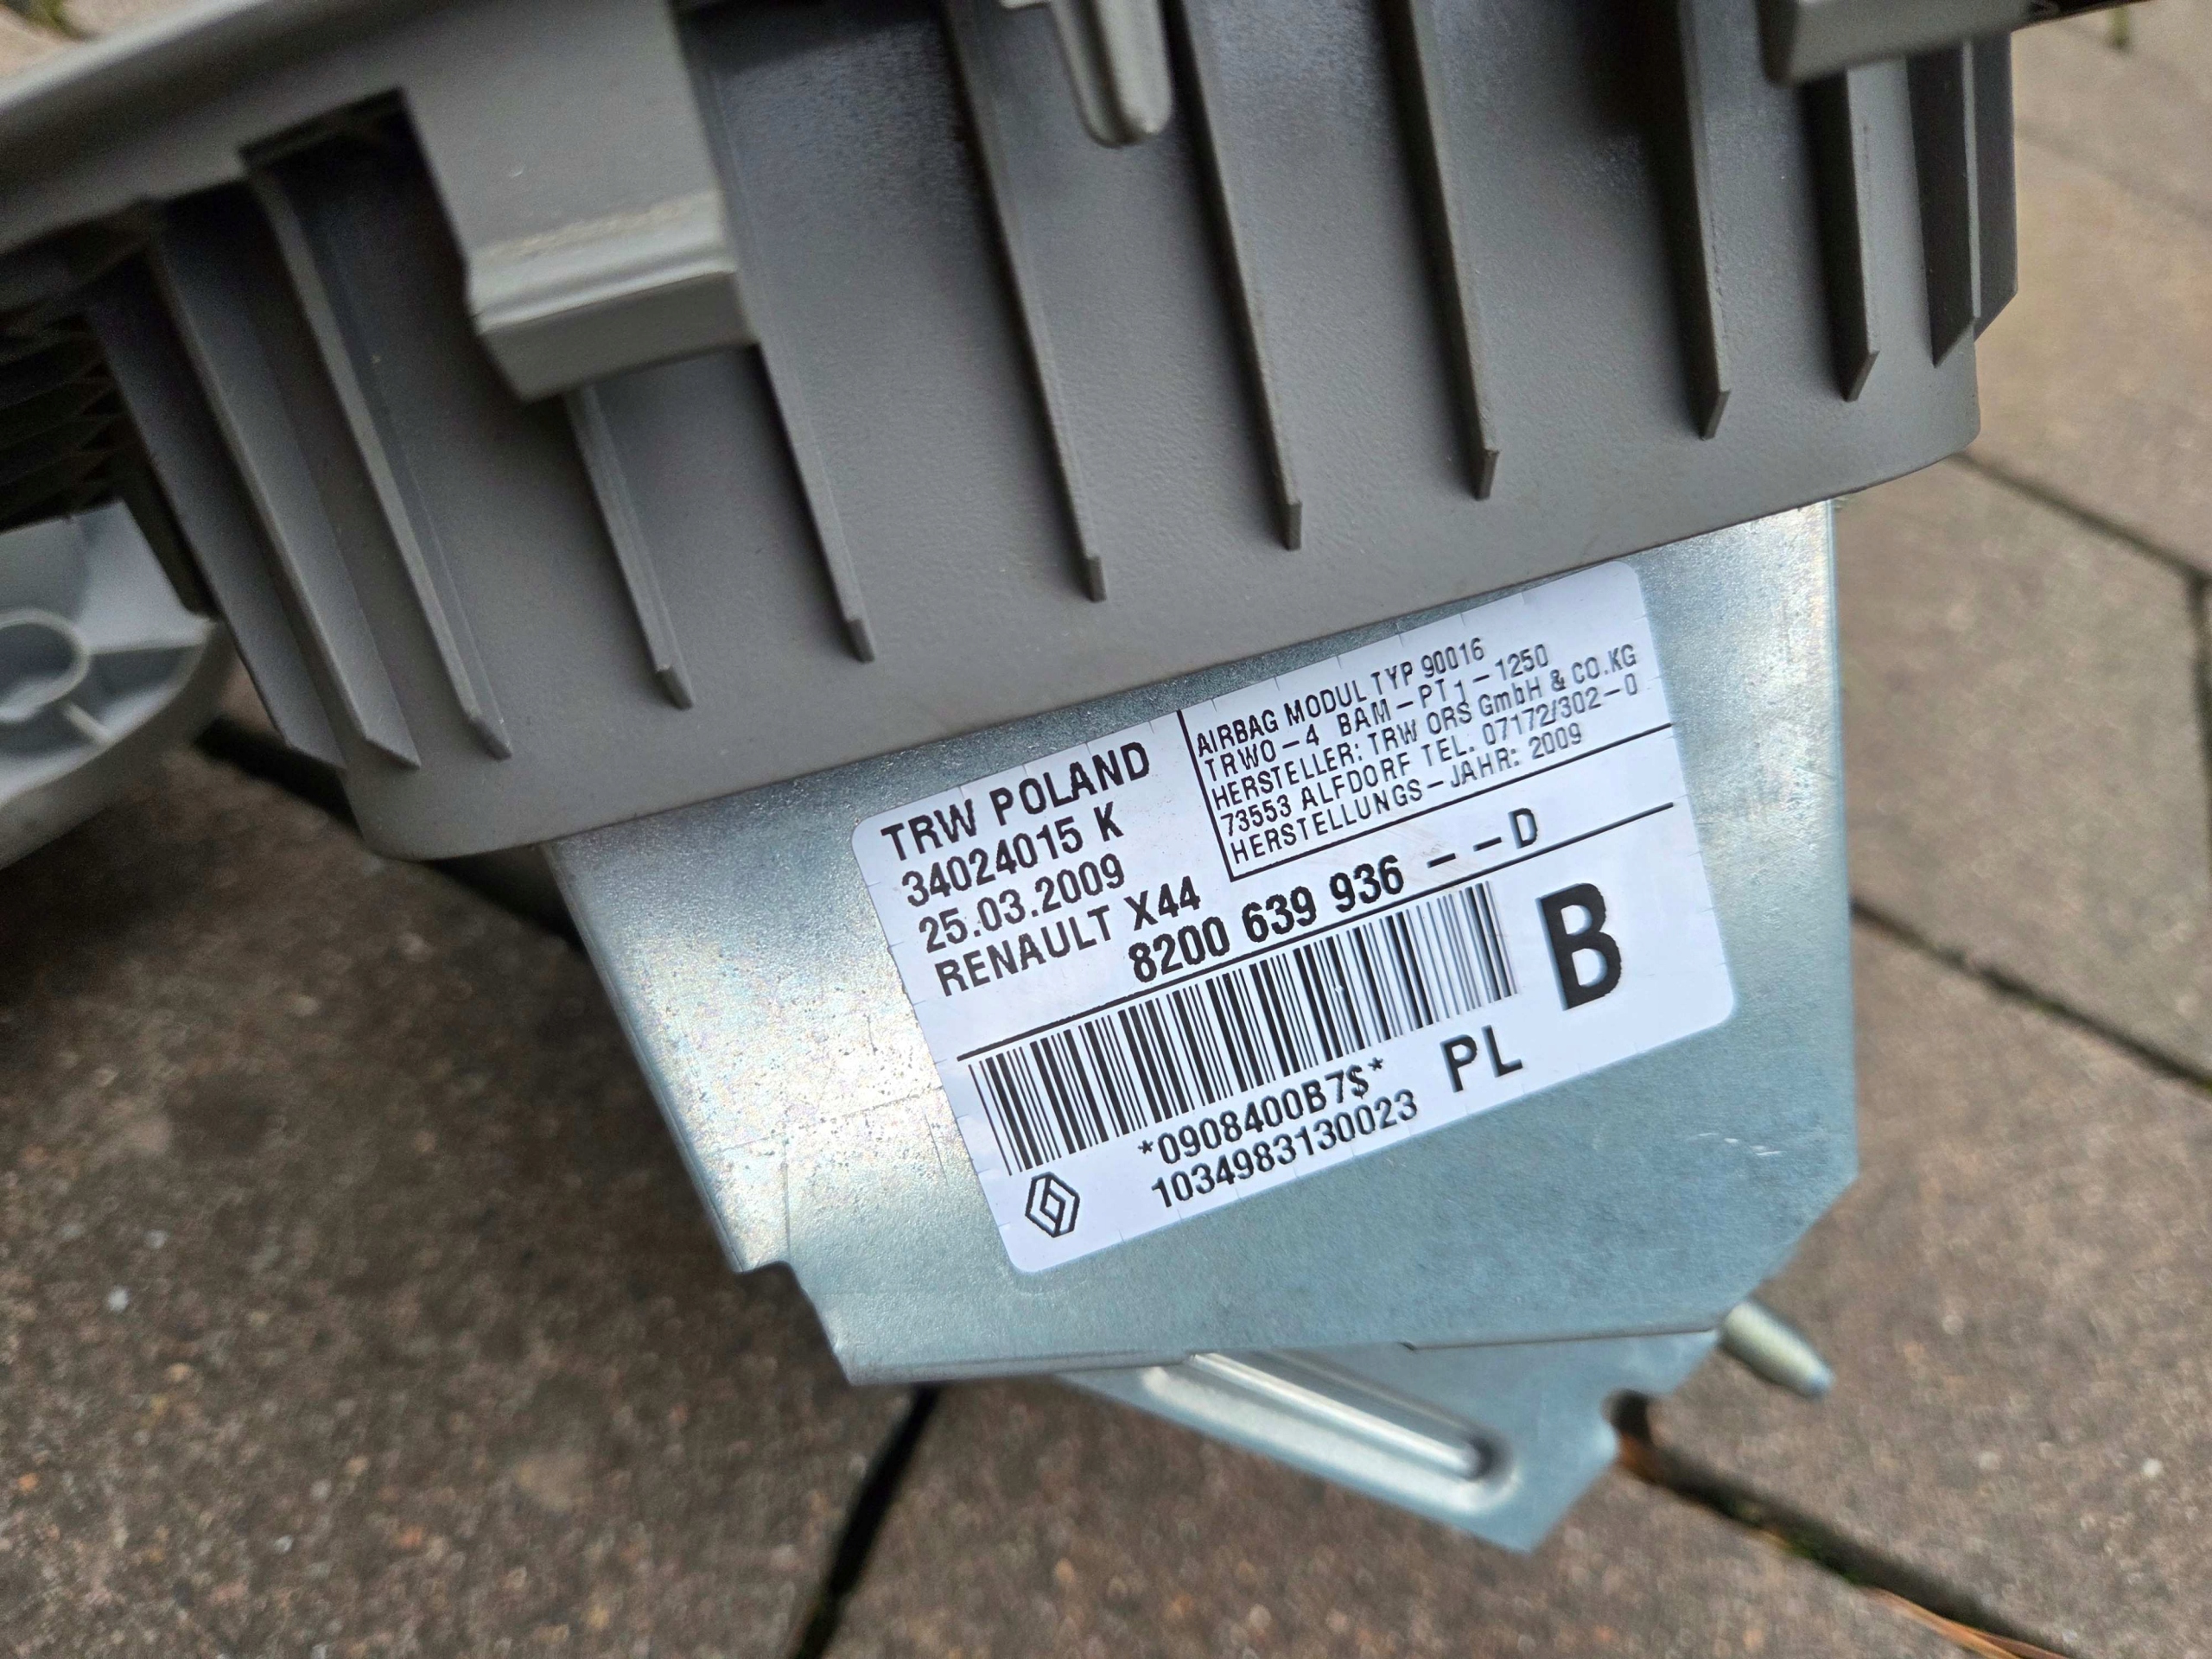 TRW POLAND
34024015 K
25.03.2009
RENAULT X44
AIRBAG MODUL TYP 90016
TRWO-4 BAM-PT1-1250
HERSTELLER: TRW ORS GmbH & CO.KG
73553 ALFDORF TEL. 07172/302-0
HERSTELLUNGS-JAHR: 2009
8200 639 936 --D
B
*0908400B7$*
1034983130023 PL